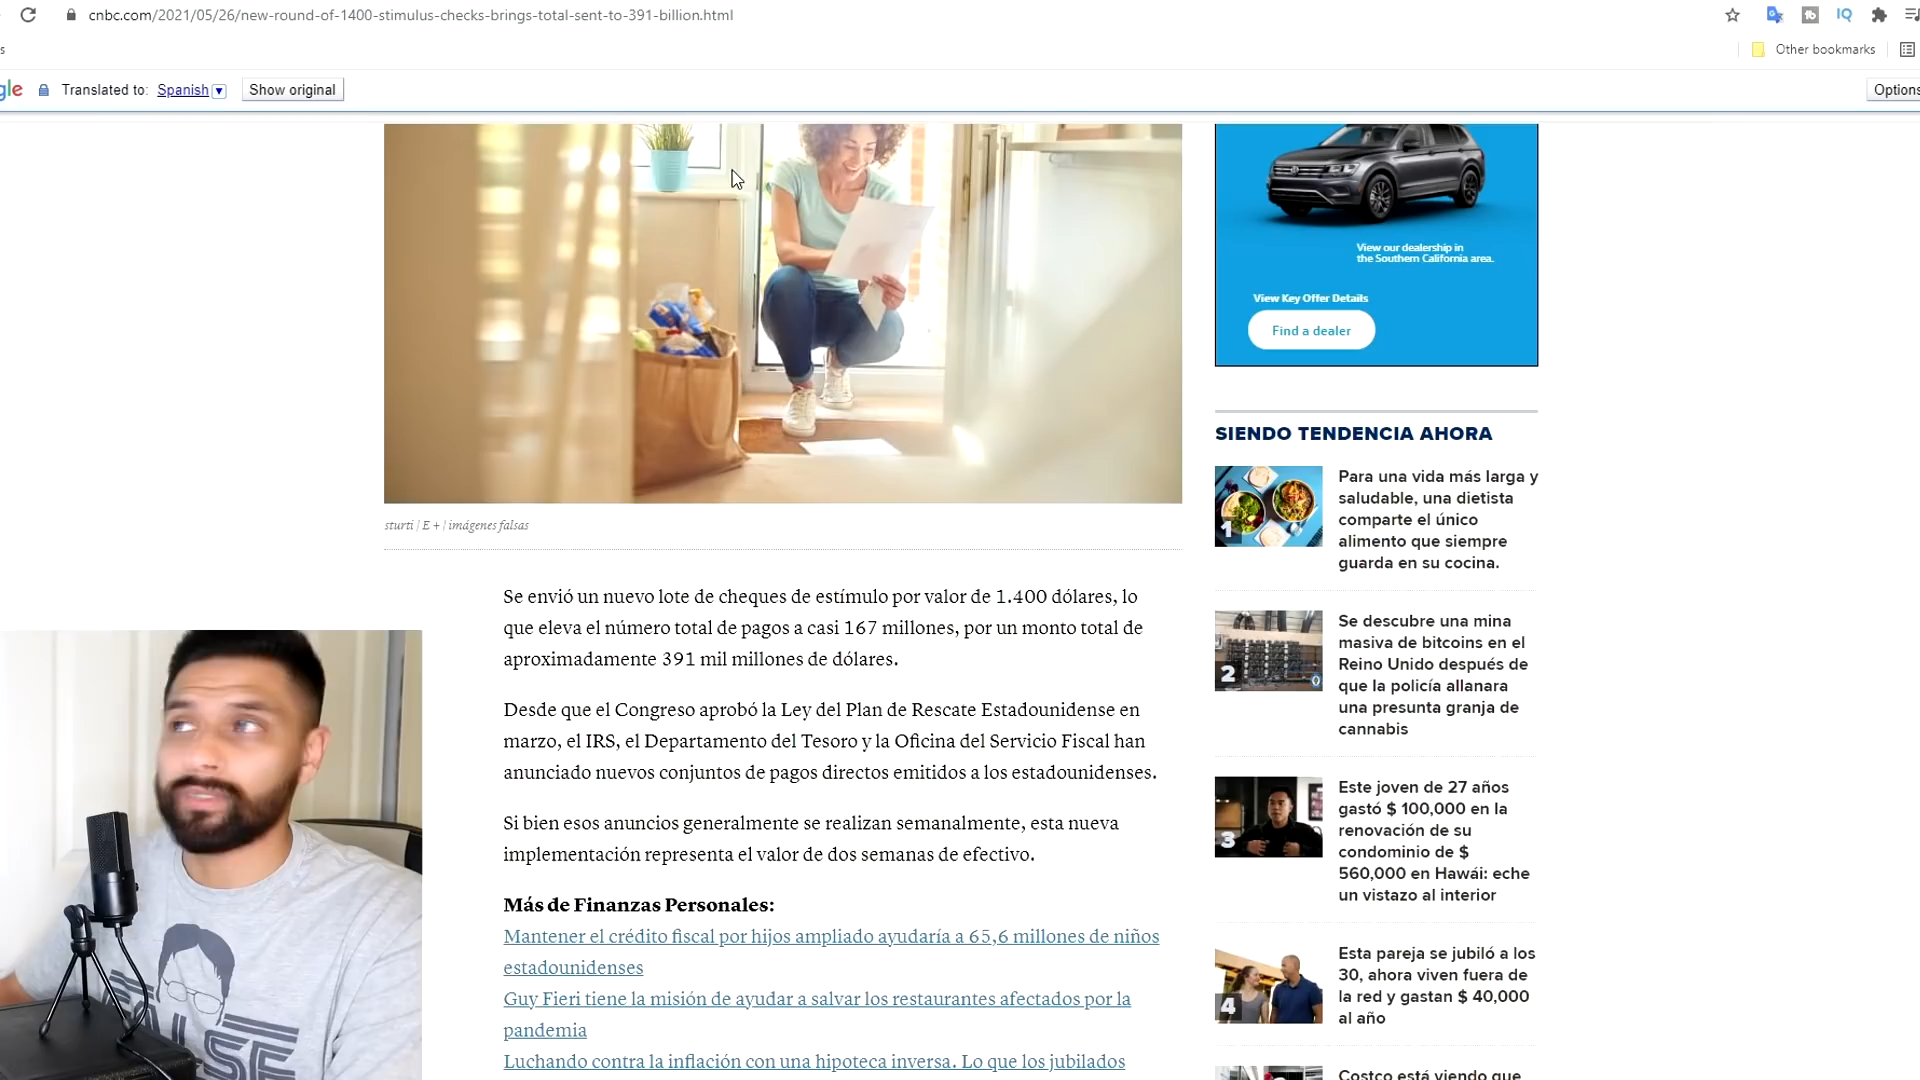 cnbc.com/2021/05/26/new-round-of-1400-stimulus-checks-brings-total-sent-to-391-billion.html
IQ
s
Other bookmarks
gle
Translated to: Spanish
Show original
Options
View our dealership in
the Southern California area.
View Key Offer Details
Find a dealer
sturti | E + | imágenes falsas
Se envió un nuevo lote de cheques de estímulo por valor de 1.400 dólares, lo
que eleva el número total de pagos a casi 167 millones, por un monto total de
aproximadamente 391 mil millones de dólares.
Desde que el Congreso aprobó la Ley del Plan de Rescate Estadounidense en
marzo, el IRS, el Departamento del Tesoro y la Oficina del Servicio Fiscal han
anunciado nuevos conjuntos de pagos directos emitidos a los estadounidenses.
Si bien esos anuncios generalmente se realizan semanalmente, esta nueva
implementación representa el valor de dos semanas de efectivo.
Más de Finanzas Personales:
Mantener el crédito fiscal por hijos ampliado ayudaría a 65,6 millones de niños
estadounidenses
Guy Fieri tiene la misión de ayudar a salvar los restaurantes afectados por la
pandemia
Luchando contra la inflación con una hipoteca inversa. Lo que los jubilados
SIENDO TENDENCIA AHORA
1
Para una vida más larga y
saludable, una dietista
comparte el único
alimento que siempre
guarda en su cocina.
2
Se descubre una mina
masiva de bitcoins en el
Reino Unido después de
que la policía allanara
una presunta granja de
cannabis
3
Este joven de 27 años
gastó $ 100,000 en la
renovación de su
condominio de $
560,000 en Hawái: eche
un vistazo al interior
4
Esta pareja se jubiló a los
30, ahora viven fuera de
la red y gastan $ 40,000
al año
Costco está viendo que